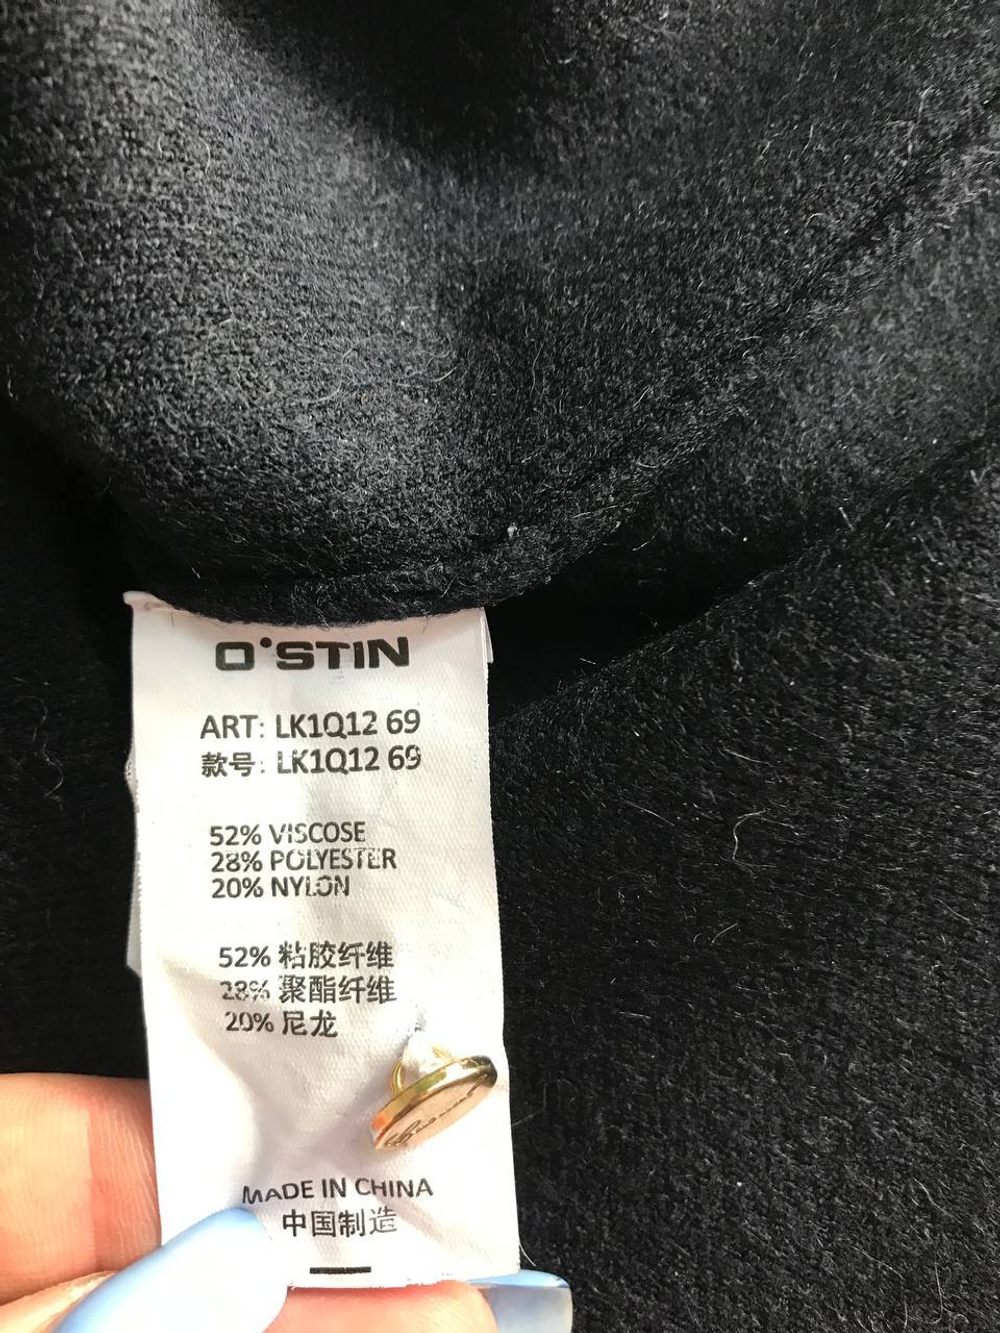 O'STIN
ART: LK1Q12 69
款号: LK1Q12 69
52% VISCOSE
28% POLYESTER
20% NYLON
52% 粘胶纤维
28% 聚酯纤维
20% 尼龙
MADE IN CHINA
中国制造